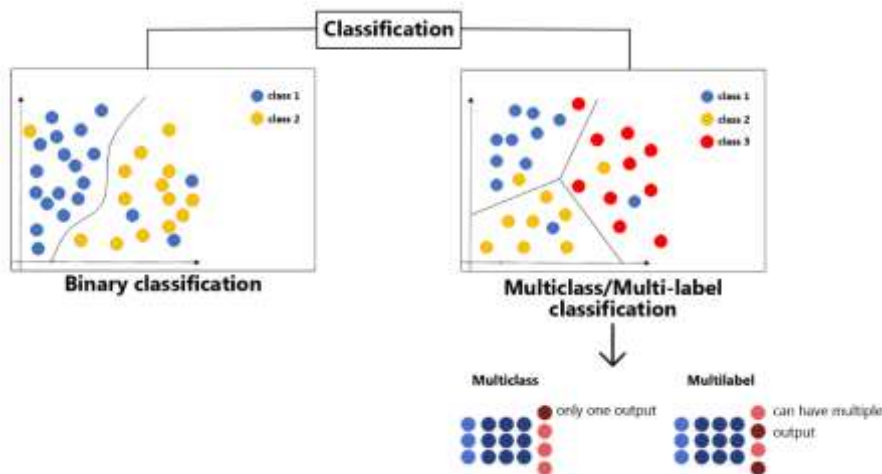 Classification
class 1
class 2
Binary classification
class 1
class 2
class 3
Multiclass/Multi-label
classification
Multiclass
only one output
Multilabel
can have multiple
output